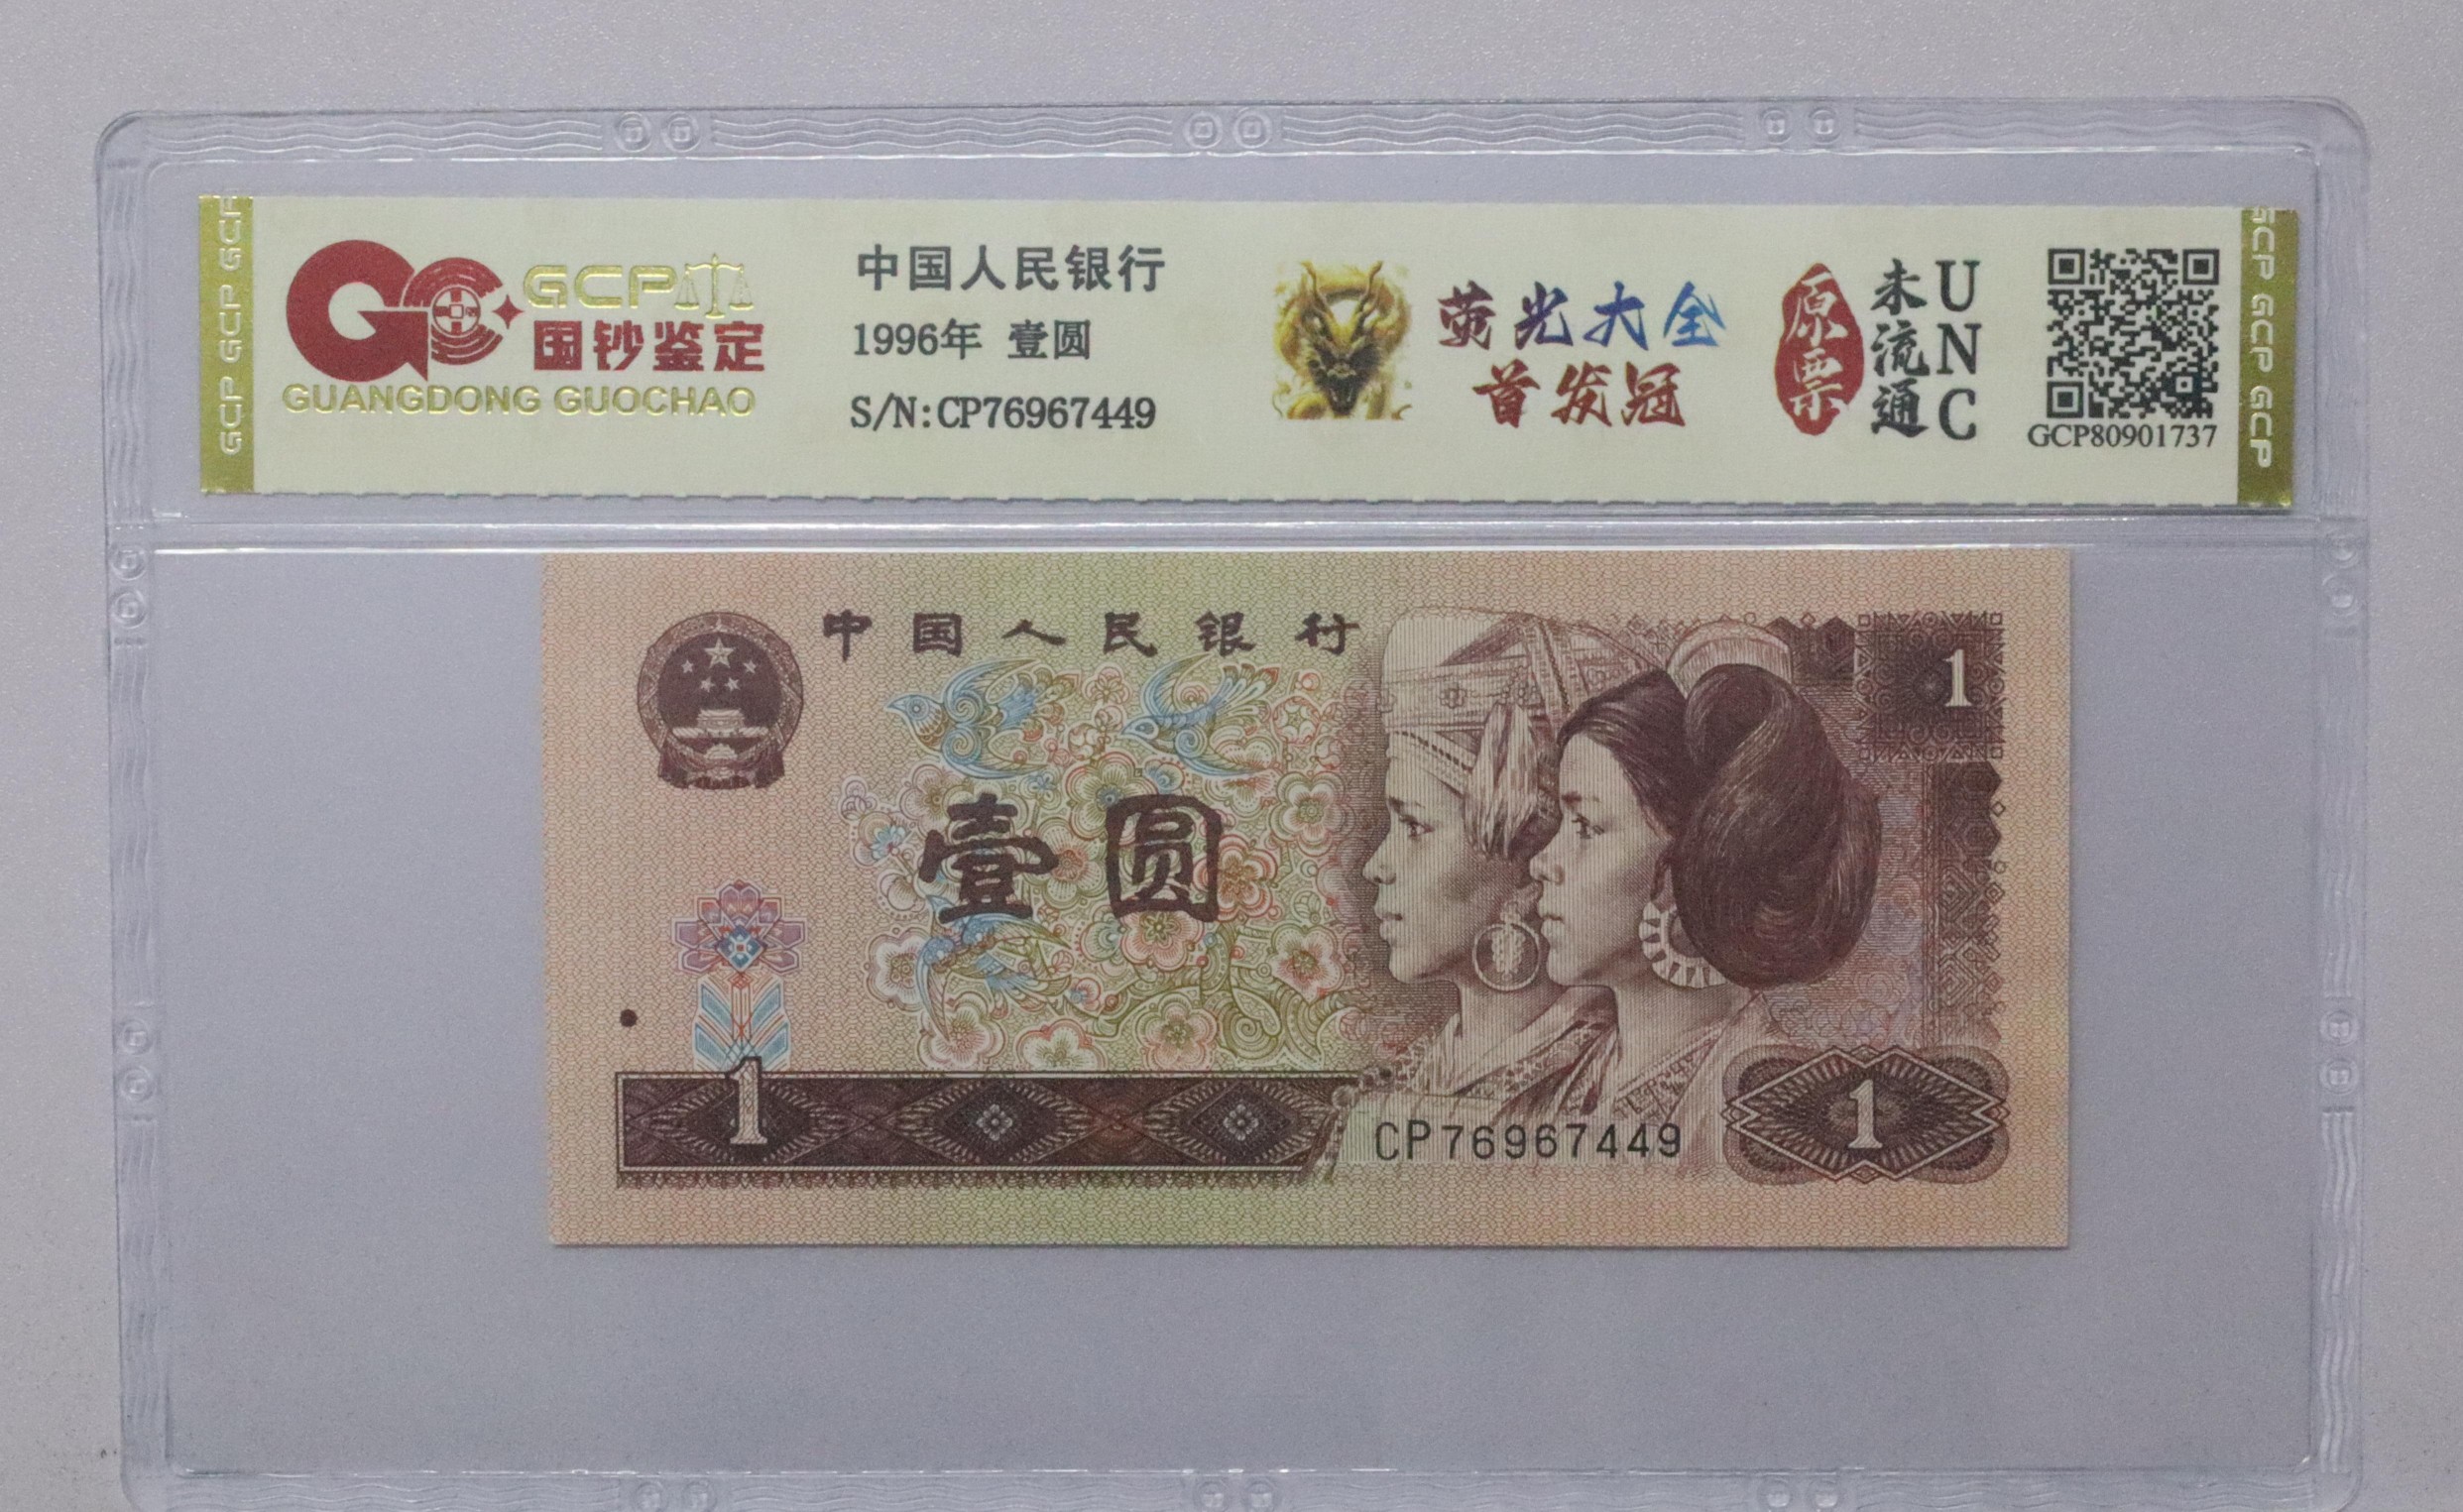 GCP GCP GCP
GCP
国钞鉴定
GUANGDONG GUOCHAO
中国人民银行
1996年 壹圆
S/N:CP76967449
荧光大全
首发冠
原票
未流通
UNC
GCP80901737
GCP GCP GCP
中国人民银行
1
壹圆
1
CP76967449
1